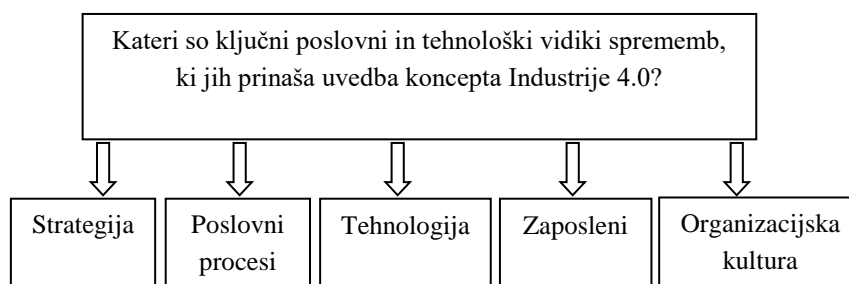 Kateri so ključni poslovni in tehnološki vidiki sprememb,
ki jih prinaša uvedba koncepta Industrije 4.0?
Strategija
Poslovni
procesi
Tehnologija
Zaposleni
Organizacijska
kultura